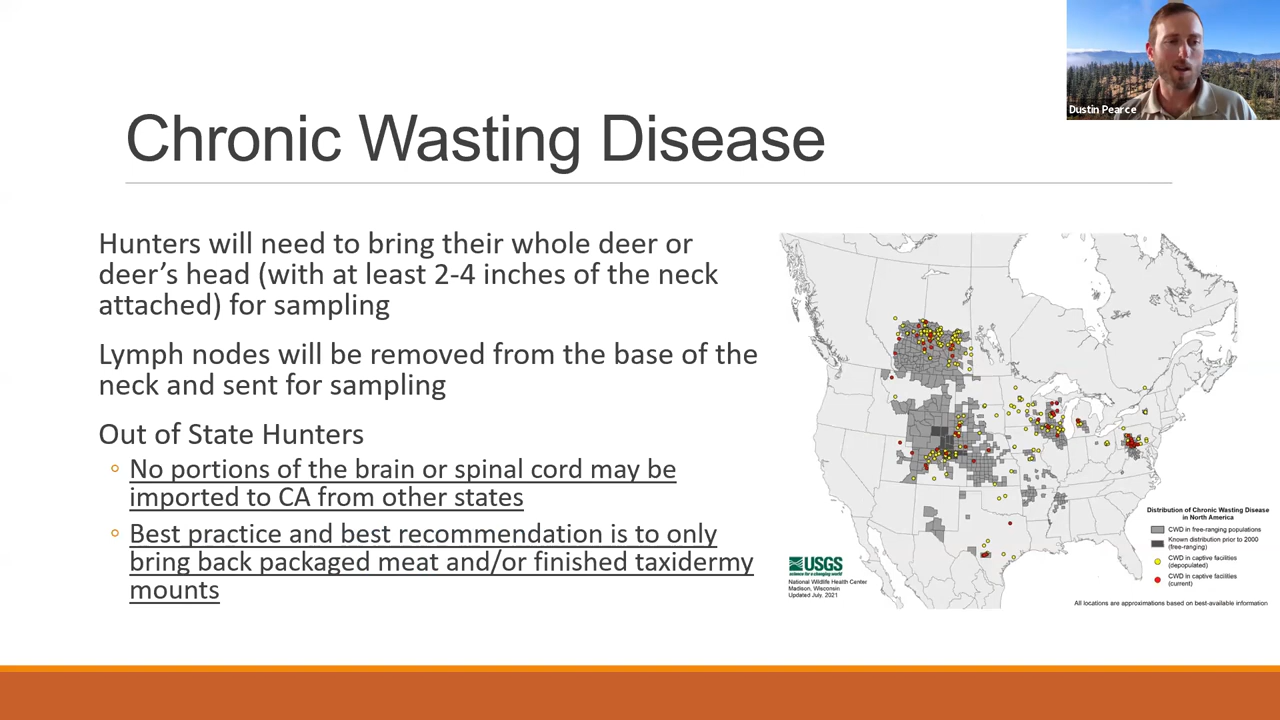 Dustin Pearce
Chronic Wasting Disease
Hunters will need to bring their whole deer or
deer’s head (with at least 2-4 inches of the neck
attached) for sampling
Lymph nodes will be removed from the base of the
neck and sent for sampling
Out of State Hunters
No portions of the brain or spinal cord may be
imported to CA from other states
Best practice and best recommendation is to only
bring back packaged meat and/or finished taxidermy
mounts
USGS
science for a changing world
National Wildlife Health Center
Madison, Wisconsin
Updated July, 2021
Distribution of Chronic Wasting Disease
in North America
CWD in free-ranging populations
Known distribution prior to 2000
(free-ranging)
CWD in captive facilities
(depopulated)
CWD in captive facilities
(current)
All locations are approximations based on best-available information